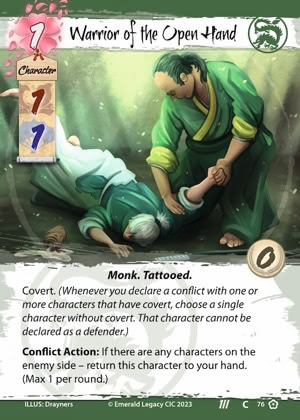 1
Warrior of the Open Hand
Character
1
1
0
Monk. Tattooed.
Covert. (Whenever you declare a conflict with one or
more characters that have covert, choose a single
character without covert. That character cannot be
declared as a defender.)
Conflict Action: If there are any characters on the
enemy side – return this character to your hand.
(Max 1 per round.)
ILLUS: Drayners © Emerald Legacy CIC 2023 C 76